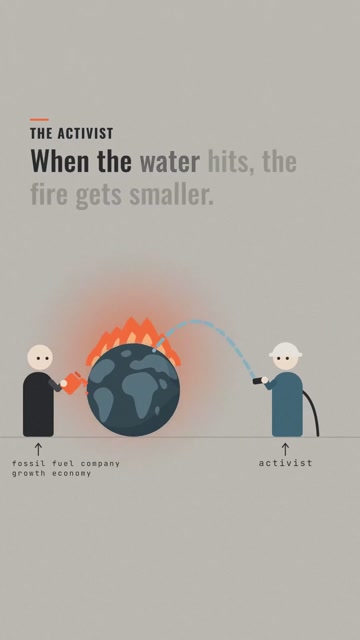 THE ACTIVIST
When the water hits, the
fire gets smaller.
fossil fuel company
growth economy
activist